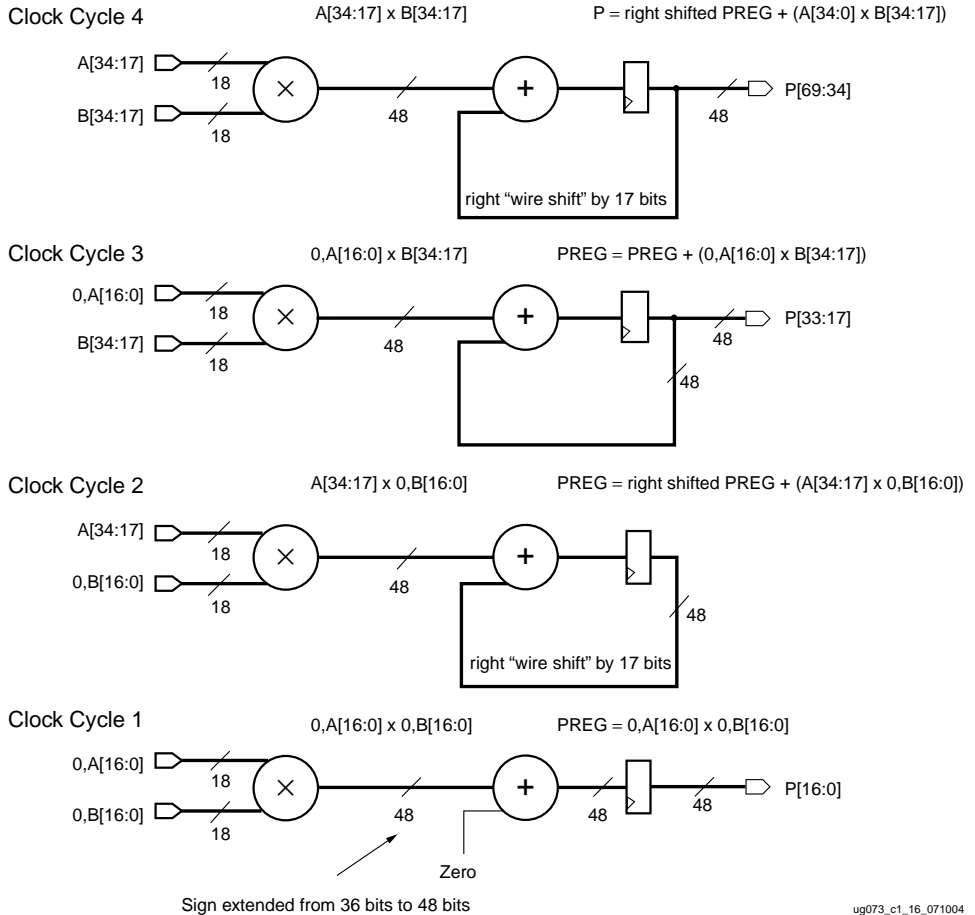 Clock Cycle 4
A[34:17] x B[34:17]
P = right shifted PREG + (A[34:0] x B[34:17])
A[34:17]
18
B[34:17]
18
×
48
+
48
P[69:34]
right “wire shift” by 17 bits
Clock Cycle 3
0,A[16:0] x B[34:17]
PREG = PREG + (0,A[16:0] x B[34:17])
0,A[16:0]
18
B[34:17]
18
×
48
+
48
P[33:17]
48
Clock Cycle 2
A[34:17] x 0,B[16:0]
PREG = right shifted PREG + (A[34:17] x 0,B[16:0])
A[34:17]
18
0,B[16:0]
18
×
48
+
48
right “wire shift” by 17 bits
Clock Cycle 1
0,A[16:0] x 0,B[16:0]
PREG = 0,A[16:0] x 0,B[16:0]
0,A[16:0]
18
0,B[16:0]
18
×
48
+
48
48
P[16:0]
Zero
Sign extended from 36 bits to 48 bits
ug073_c1_16_071004